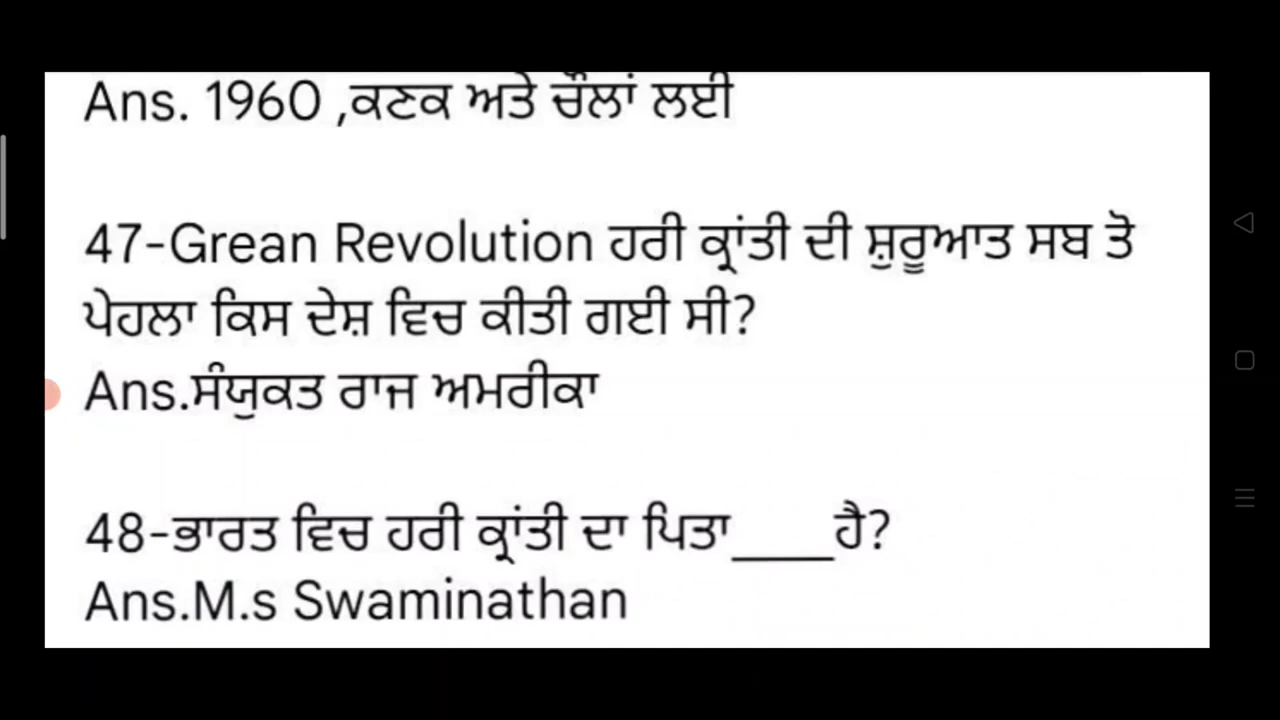 Ans. 1960 ,ਕਣਕ ਅਤੇ ਚੌਲਾਂ ਲਈ
47-Grean Revolution ਹਰੀ ਕ੍ਰਾਂਤੀ ਦੀ ਸ਼ੁਰੂਆਤ ਸਬ ਤੋ
ਪੇਹਲਾ ਕਿਸ ਦੇਸ਼ ਵਿਚ ਕੀਤੀ ਗਈ ਸੀ?
Ans.ਸੰਯੁਕਤ ਰਾਜ ਅਮਰੀਕਾ
48-ਭਾਰਤ ਵਿਚ ਹਰੀ ਕ੍ਰਾਂਤੀ ਦਾ ਪਿਤਾ____ਹੈ?
Ans.M.s Swaminathan